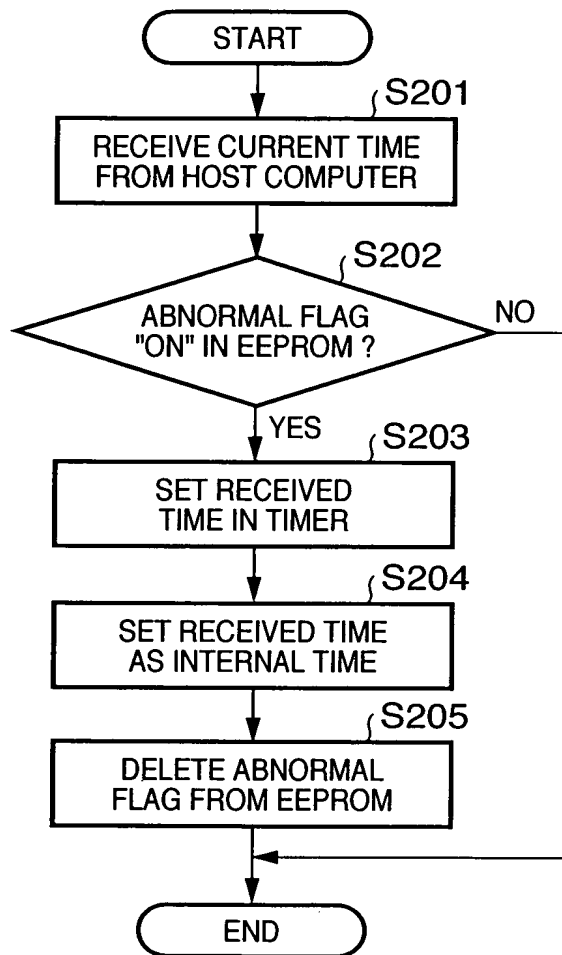 START
S201
RECEIVE CURRENT TIME
FROM HOST COMPUTER
S202
ABNORMAL FLAG
"ON" IN EEPROM ?
NO
YES
S203
SET RECEIVED
TIME IN TIMER
S204
SET RECEIVED TIME
AS INTERNAL TIME
S205
DELETE ABNORMAL
FLAG FROM EEPROM
END